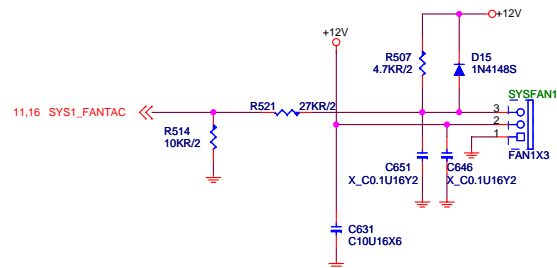 +12V
+12V
R507
4.7KR/2
D15
1N4148S
SYSFAN1
11,16 SYS1_FANTAC
R521
27KR/2
3
2
1
R514
10KR/2
FAN1X3
C651
X_C0.1U16Y2
C646
X_C0.1U16Y2
C631
C10U16X6